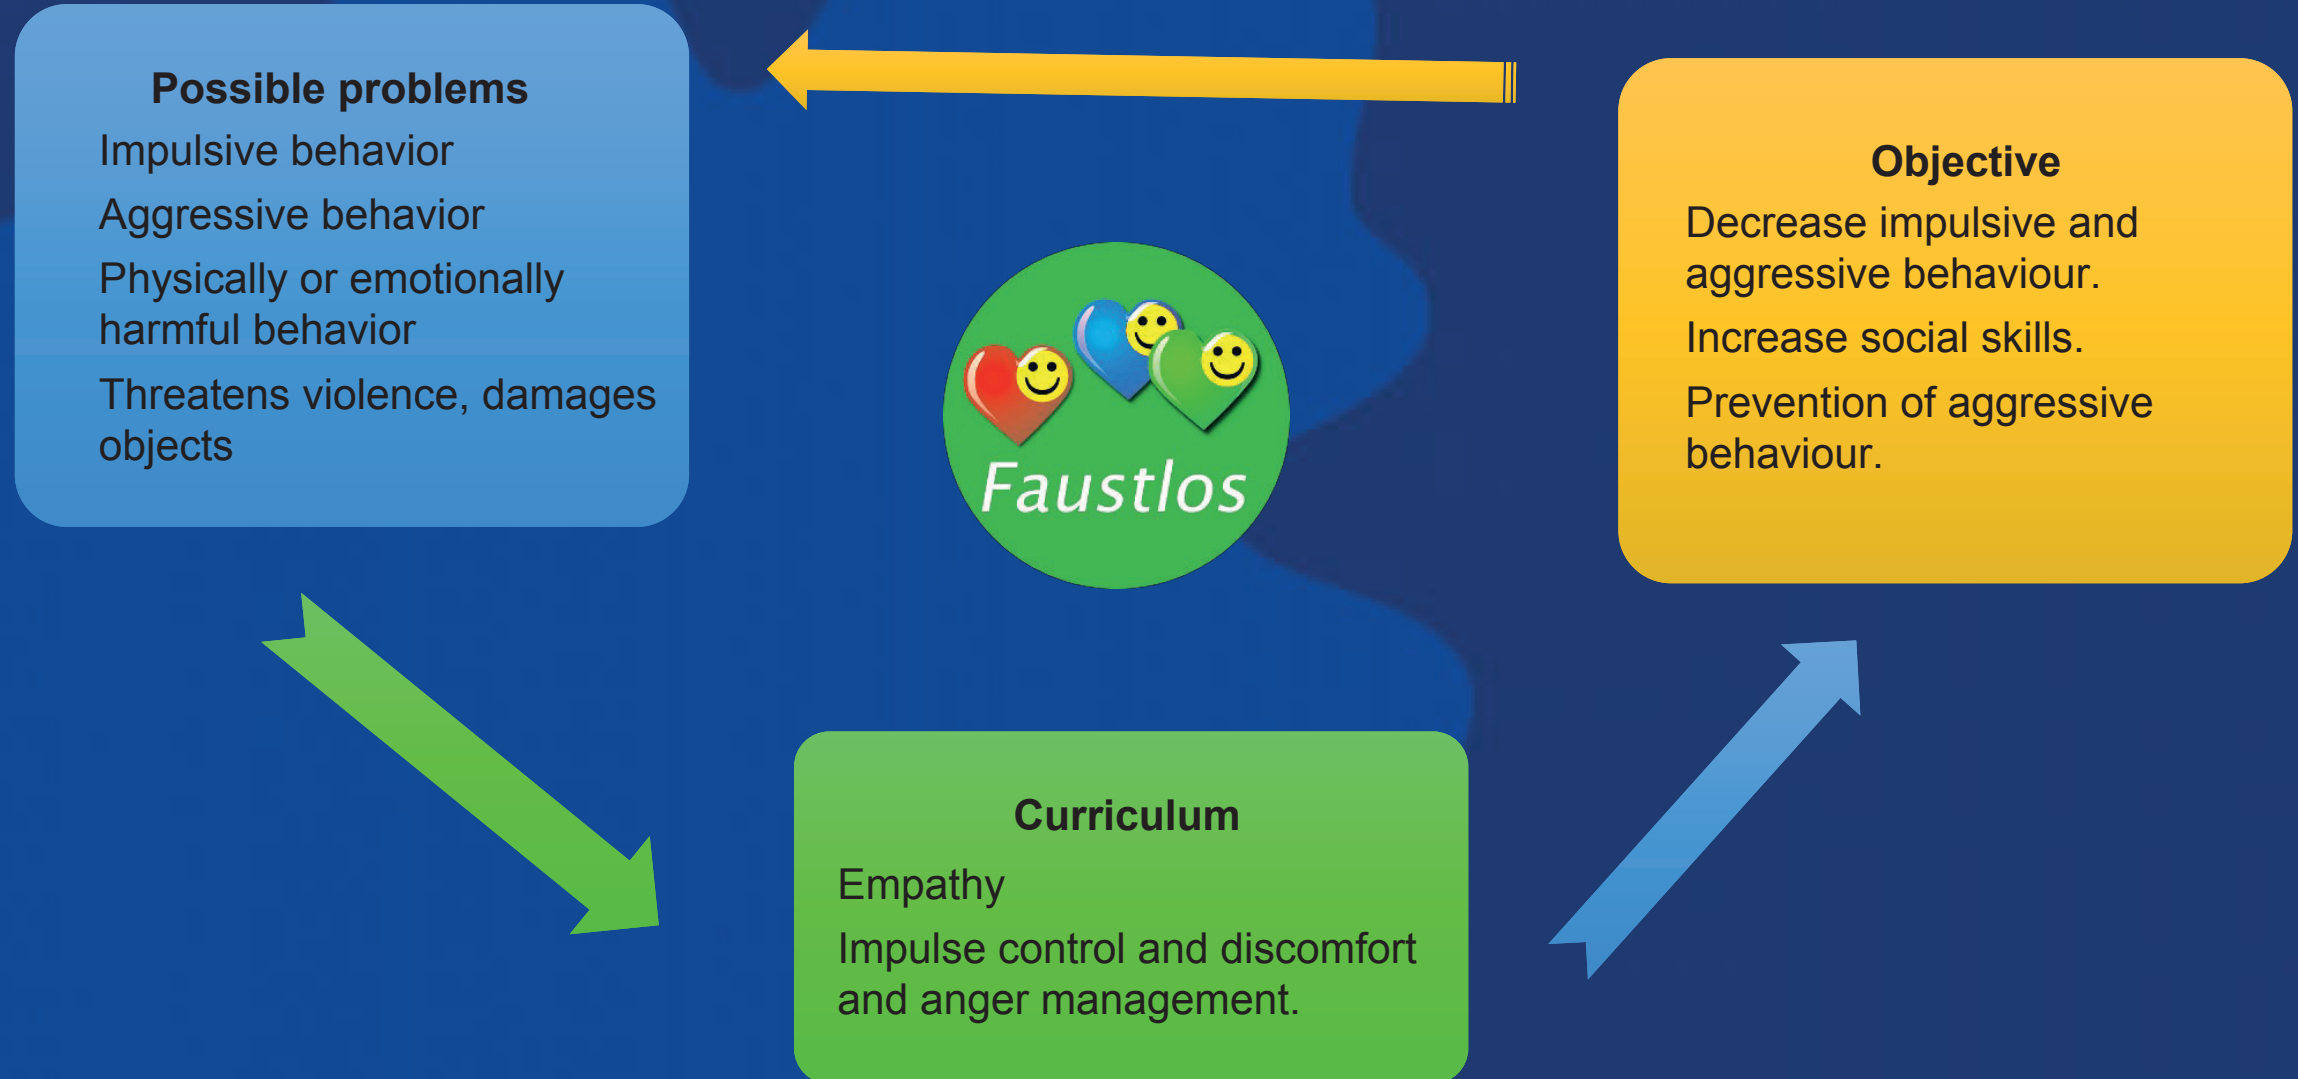 Possible problems
Impulsive behavior
Aggressive behavior
Physically or emotionally
harmful behavior
Threatens violence, damages
objects
Objective
Decrease impulsive and
aggressive behaviour.
Increase social skills.
Prevention of aggressive
behaviour.
Faustlos
Curriculum
Empathy
Impulse control and discomfort
and anger management.